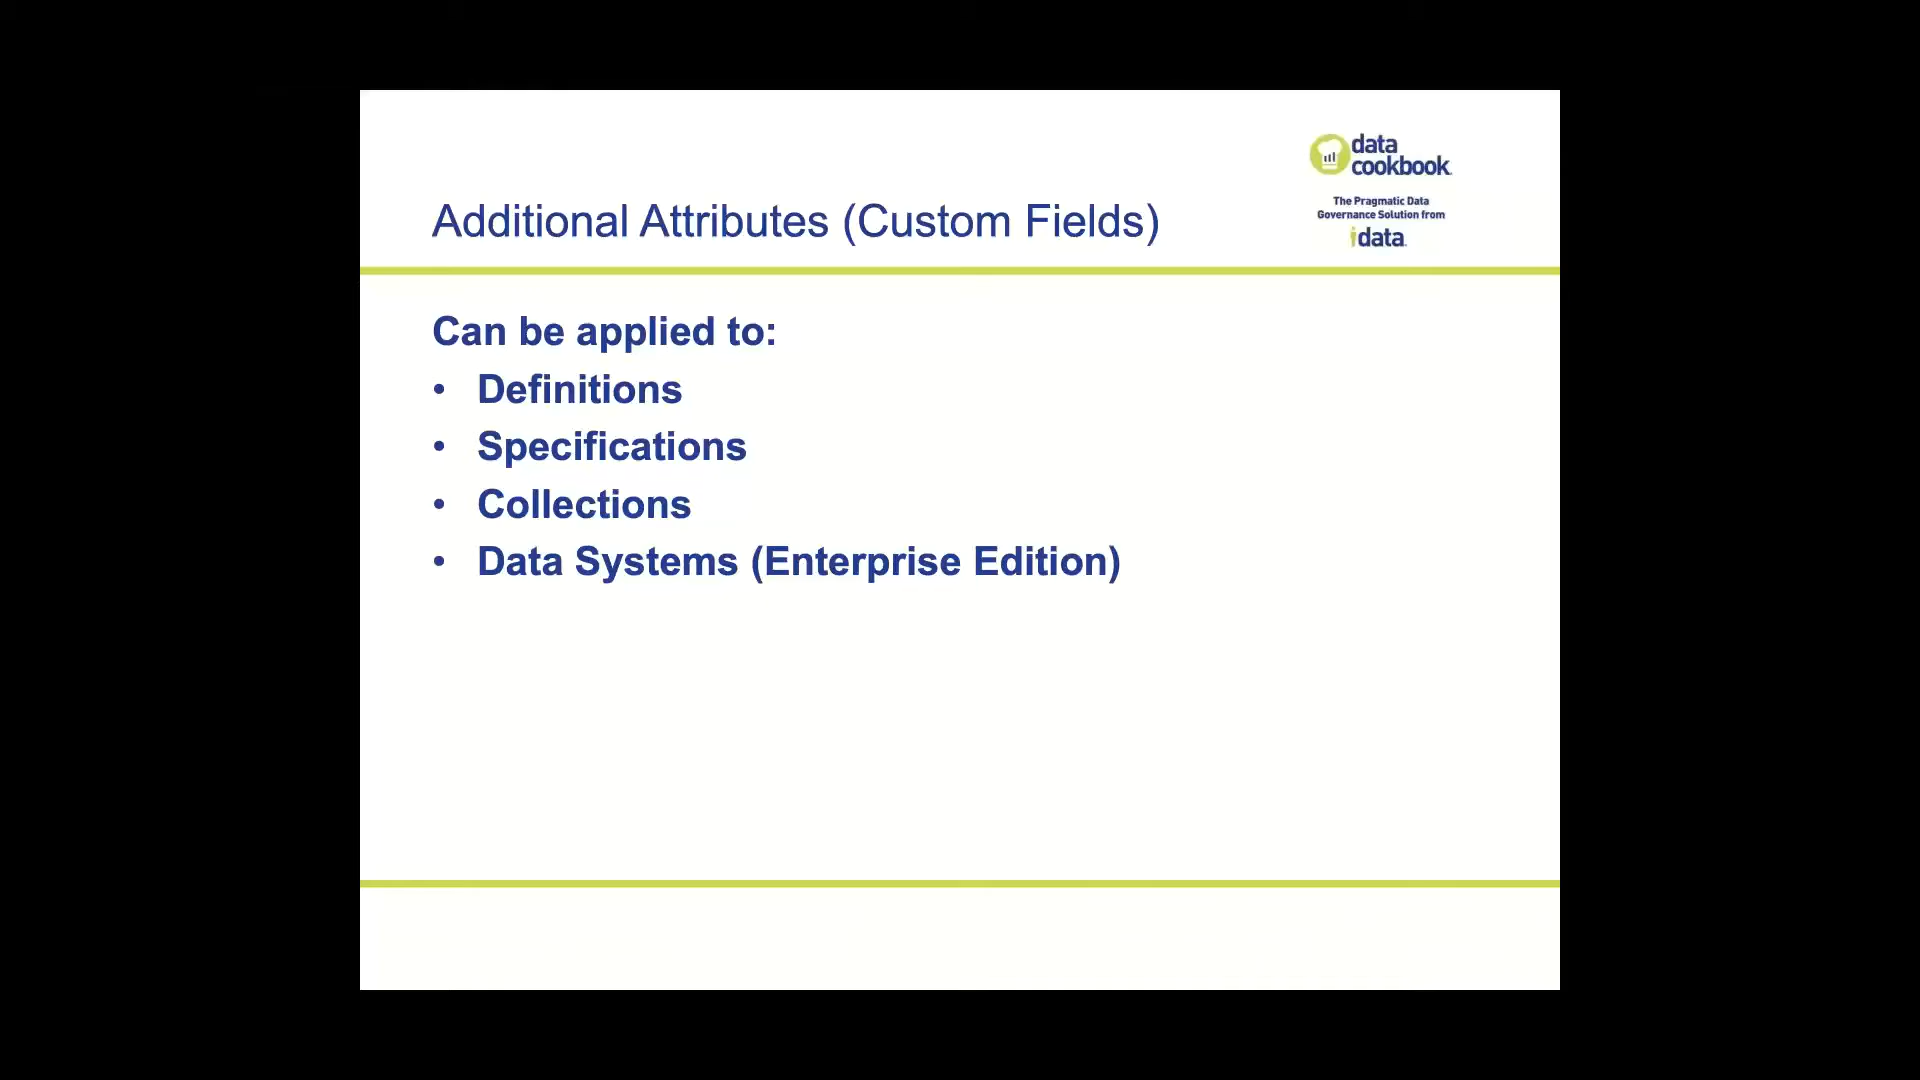 data
cookbook.
The Pragmatic Data
Governance Solution from
idata.
Additional Attributes (Custom Fields)
Can be applied to:
• Definitions
• Specifications
• Collections
• Data Systems (Enterprise Edition)